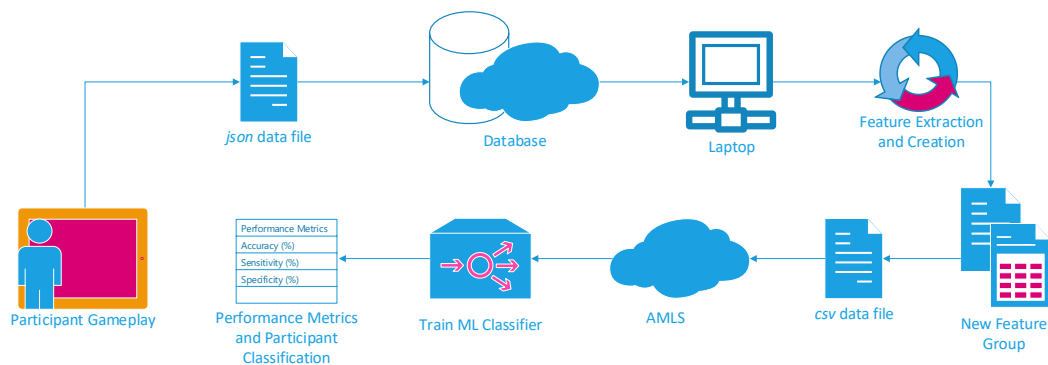 json data file
Database
Laptop
Feature Extraction
and Creation
Participant Gameplay
Performance Metrics
Accuracy (%)
Sensitivity (%)
Specificity (%)
Performance Metrics
and Participant
Classification
Train ML Classifier
AMLS
csv data file
New Feature
Group